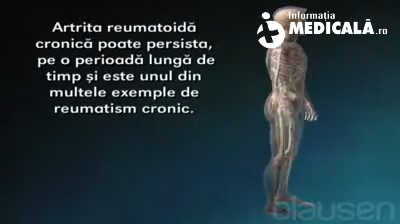 Artrita reumatoidă
cronică poate persista,
pe o perioadă lungă de
timp și este unul din
multele exemple de
reumatism cronic.
Informația
MEDICALĂ.ro
blausen